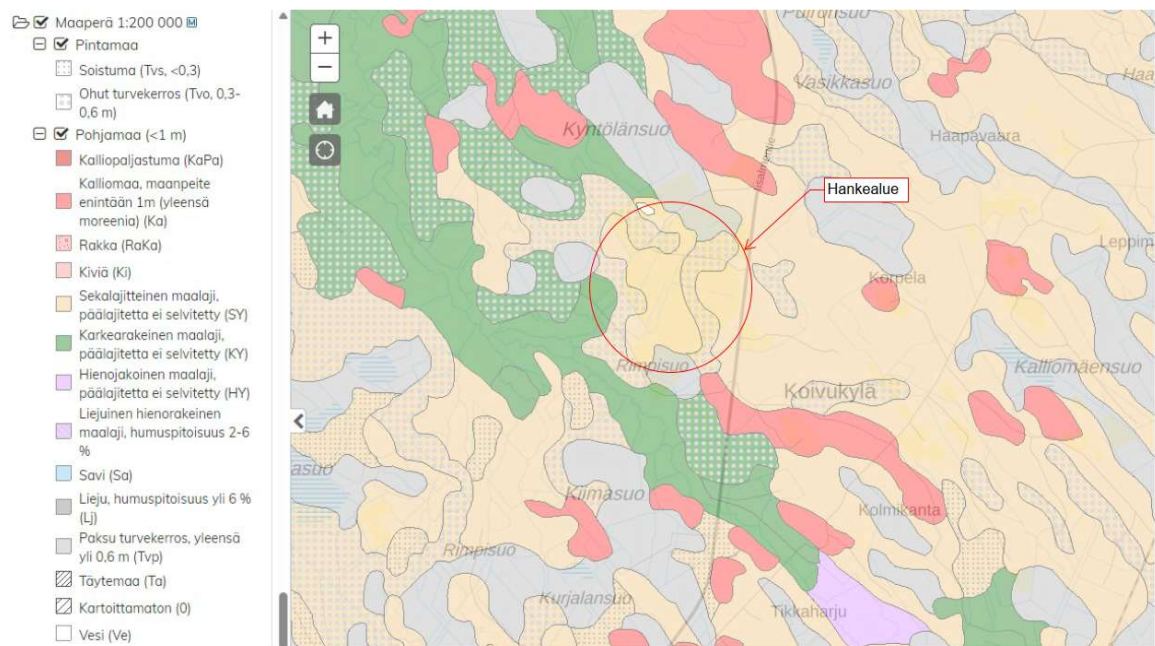 Maaperä 1:200 000 M
Pintamaa
Soistuma (Tvs, <0,3)
Ohut turvekerros (Tvo, 0,3-
0,6 m)
Pohjamaa (<1 m)
Kalliopaljastuma (KaPa)
Kalliomaa, maanpeite
enintään 1m (yleensä
moreenia) (Ka)
Rakka (RaKa)
Kiviä (Ki)
Sekalajitteinen maalaji,
päälajitetta ei selvitetty (SY)
Karkearakeinen maalaji,
päälajitetta ei selvitetty (KY)
Hienojakoinen maalaji,
päälajitetta ei selvitetty (HY)
Liejuinen hienorakeinen
maalaji, humuspitoisuus 2-6
%
Savi (Sa)
Lieju, humuspitoisuus yli 6 %
(Lj)
Paksu turvekerros, yleensä
yli 0,6 m (Tvp)
Täytemaa (Ta)
Kartoittamaton (0)
Vesi (Ve)
+
−
Vasikkasuo
Haa
Kyntölänsuo
Haapavaara
Hankealue
Leppim
Korpela
Rimpisuo
Kalliomäensuo
Koivukylä
asuo
Kiimasuo
Kolmikanta
Rimpisuo
Kurjalansuo
Tikkaharju